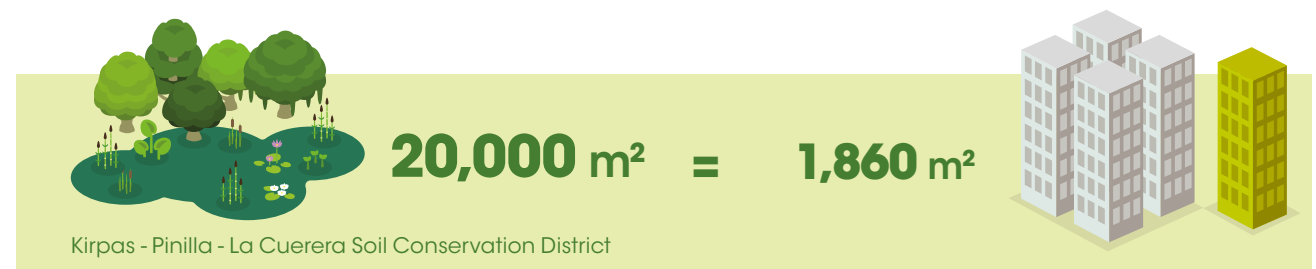 20,000 m² = 1,860 m²
Kirpas - Pinilla - La Cuerera Soil Conservation District